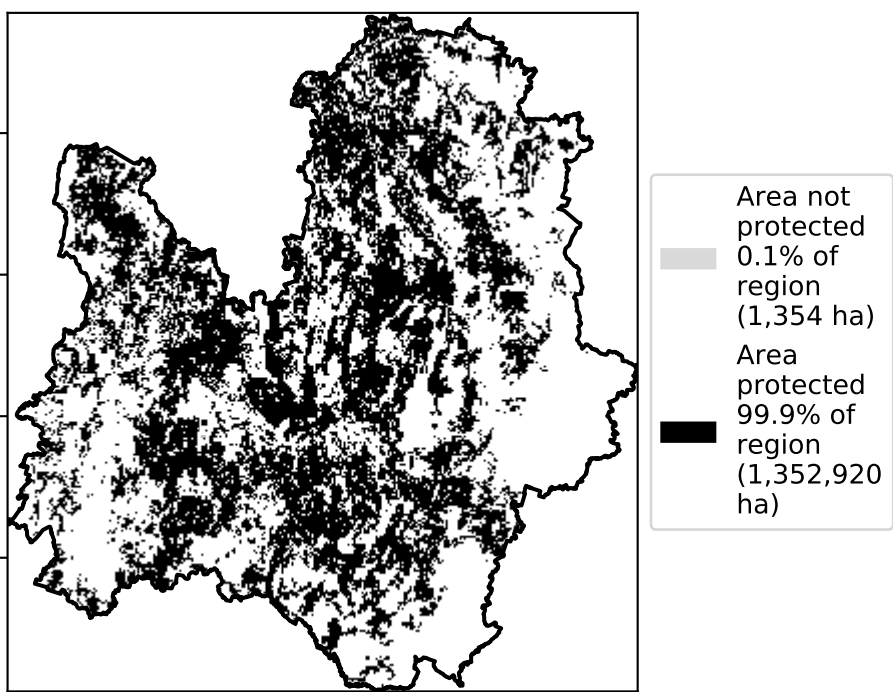 Area not
protected
0.1% of
region
(1,354 ha)
Area
protected
99.9% of
region
(1,352,920
ha)